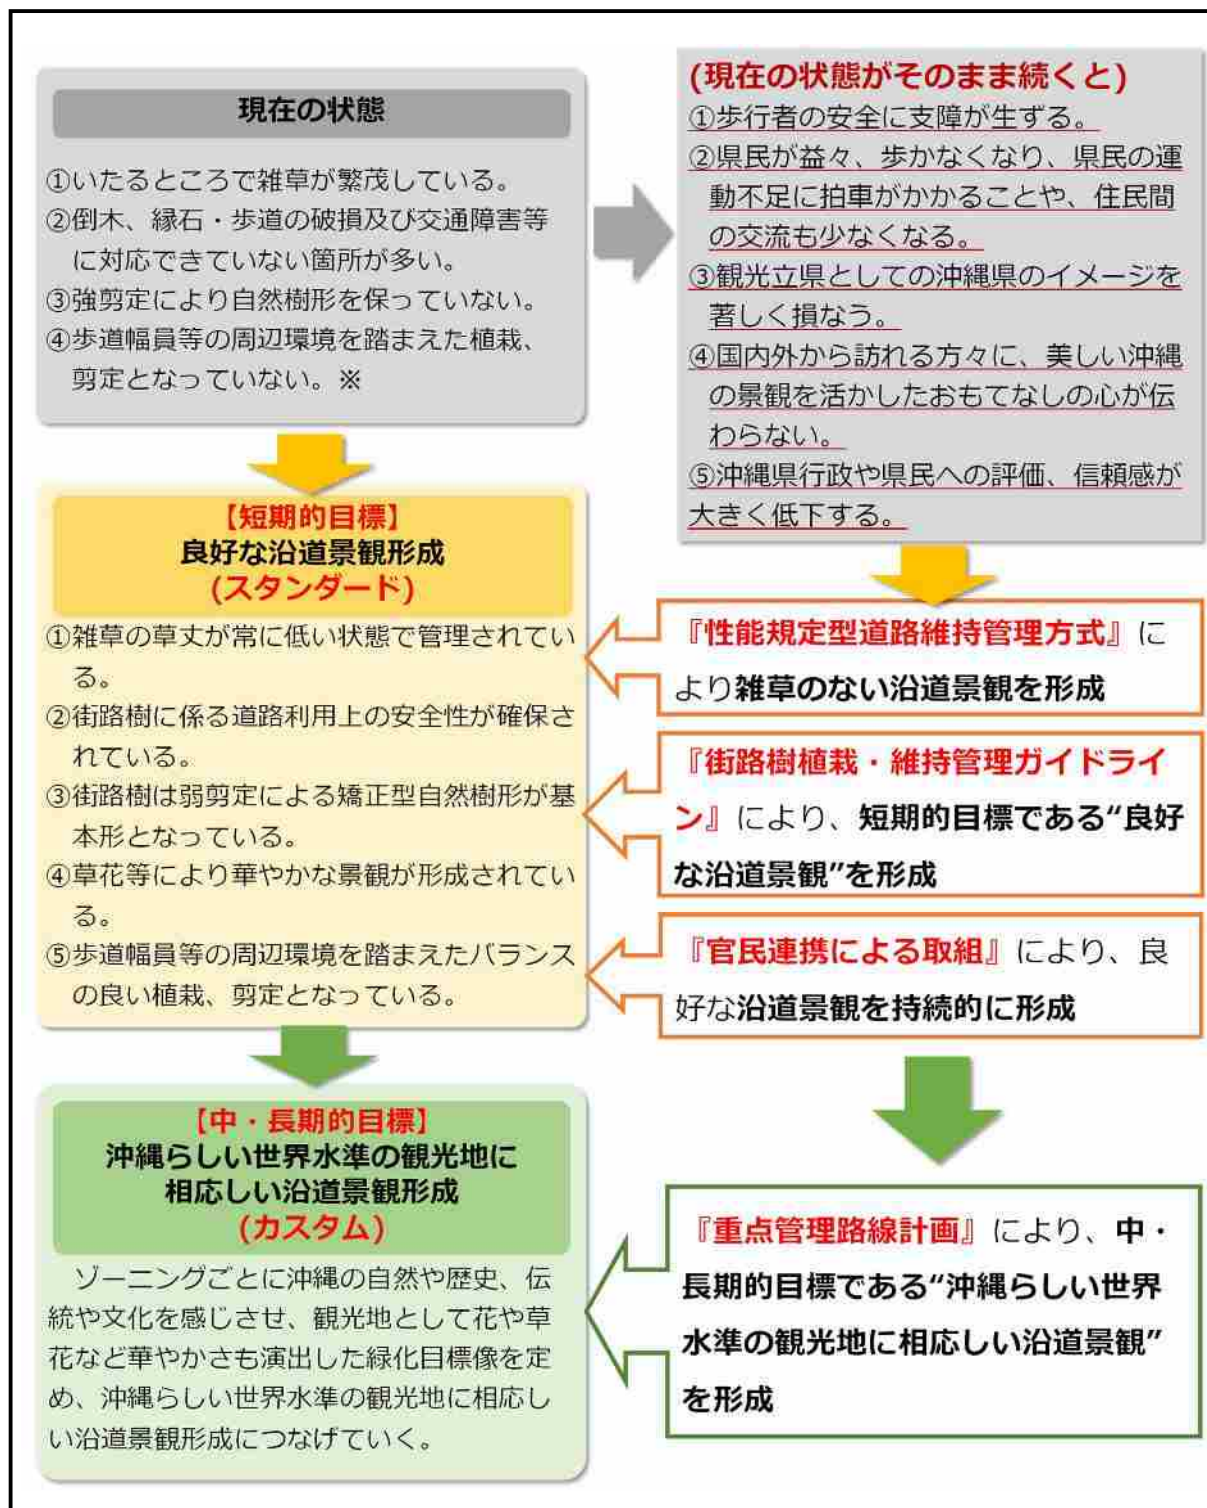 現在の状態
①いたるところで雑草が繁茂している。
②倒木、縁石・歩道の破損及び交通障害等
に対応できていない箇所が多い。
③強剪定により自然樹形を保っていない。
④歩道幅員等の周辺環境を踏まえた植栽、
剪定となっていない。※
(現在の状態がそのまま続くと)
①歩行者の安全に支障が生ずる。
②県民が益々、歩かなくなり、県民の運
動不足に拍車がかかることや、住民間
の交流も少なくなる。
③観光立県としての沖縄県のイメージを
著しく損なう。
④国内外から訪れる方々に、美しい沖縄
の景観を活かしたおもてなしの心が伝
わらない。
⑤沖縄県行政や県民への評価、信頼感が
大きく低下する。
【短期的目標】
良好な沿道景観形成
(スタンダード)
①雑草の草丈が常に低い状態で管理されてい
る。
②街路樹に係る道路利用上の安全性が確保さ
れている。
③街路樹は弱剪定による矯正型自然樹形が基
本形となっている。
④草花等により華やかな景観が形成されてい
る。
⑤歩道幅員等の周辺環境を踏まえたバランス
の良い植栽、剪定となっている。
『性能規定型道路維持管理方式』に
より雑草のない沿道景観を形成
『街路樹植栽・維持管理ガイドライ
ン』により、短期的目標である“良好
な沿道景観”を形成
『官民連携による取組』により、良
好な沿道景観を持続的に形成
【中・長期的目標】
沖縄らしい世界水準の観光地に
相応しい沿道景観形成
(カスタム)
ゾーニングごとに沖縄の自然や歴史、伝
統や文化を感じさせ、観光地として花や草
花など華やかさも演出した緑化目標像を定
め、沖縄らしい世界水準の観光地に相応し
い沿道景観形成につなげていく。
『重点管理路線計画』により、中・
長期的目標である“沖縄らしい世界
水準の観光地に相応しい沿道景観”
を形成